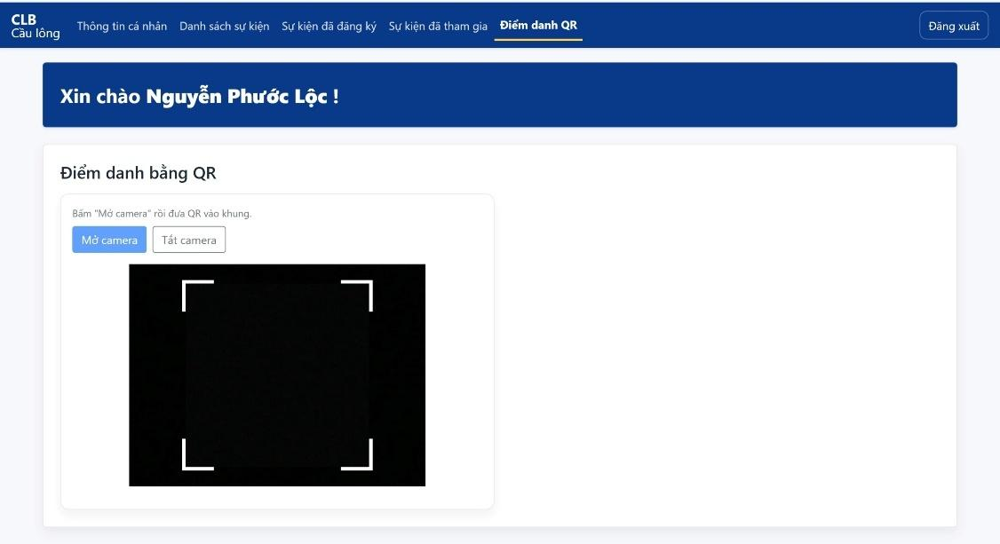 CLB
Cầu lông
Thông tin cá nhân Danh sách sự kiện Sự kiện đã đăng ký Sự kiện đã tham gia Điểm danh QR Đăng xuất
Xin chào Nguyễn Phước Lộc !
Điểm danh bằng QR
Bấm "Mở camera" rồi đưa QR vào khung.
Mở camera Tắt camera